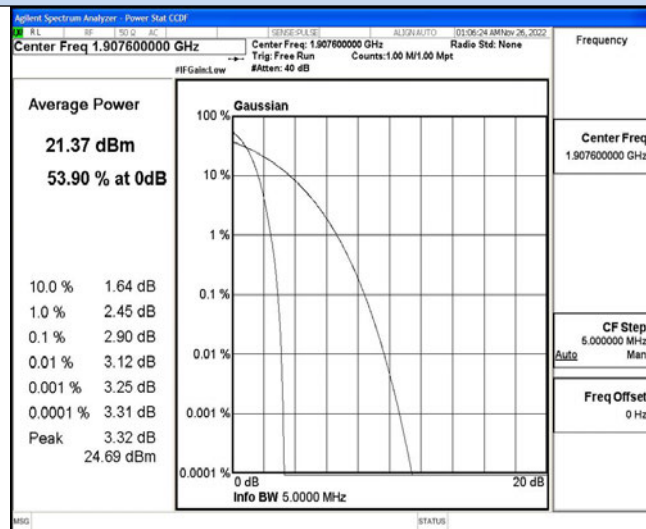 Agilent Spectrum Analyzer - Power Stat CCDF
RL RF 50 Ω AC SENSE:PULSE ALIGNAUTO 01:06:24 AM Nov 26, 2022
Center Freq 1.907600000 GHz
Center Freq: 1.907600000 GHz Radio Std: None
Trig: Free Run Counts:1.00 M/1.00 Mpt
#IFGain:Low #Atten: 40 dB
Frequency
Average Power
21.37 dBm
53.90 % at 0dB
10.0 % 1.64 dB
1.0 % 2.45 dB
0.1 % 2.90 dB
0.01 % 3.12 dB
0.001 % 3.25 dB
0.0001 % 3.31 dB
Peak 3.32 dB
24.69 dBm
Gaussian
100 %
10 %
1 %
0.1 %
0.01 %
0.001 %
0.0001 %
0 dB 20 dB
Info BW 5.0000 MHz
Center Freq
1.907600000 GHz
CF Step
5.000000 MHz
Auto Man
Freq Offset
0 Hz
MSG STATUS